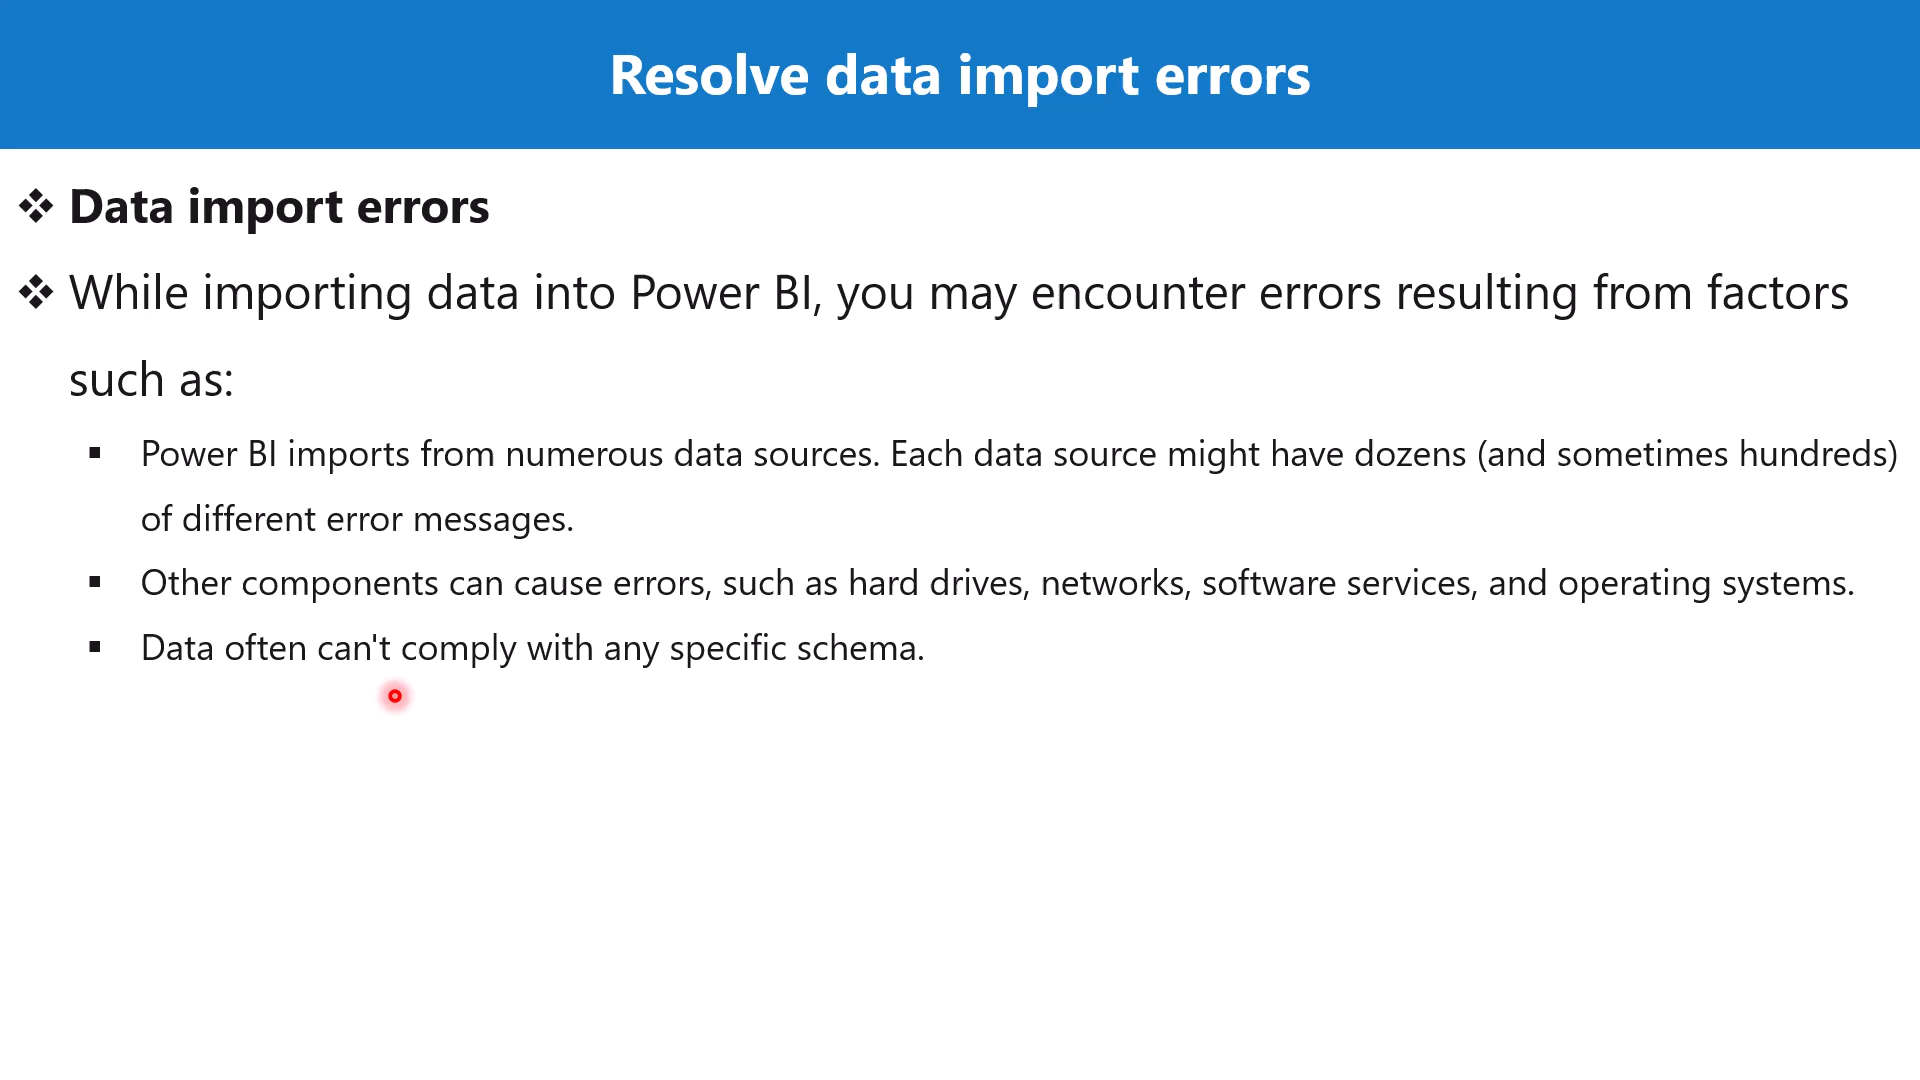 Resolve data import errors
❖ Data import errors
❖ While importing data into Power BI, you may encounter errors resulting from factors
such as:
▪ Power BI imports from numerous data sources. Each data source might have dozens (and sometimes hundreds)
of different error messages.
▪ Other components can cause errors, such as hard drives, networks, software services, and operating systems.
▪ Data often can't comply with any specific schema.